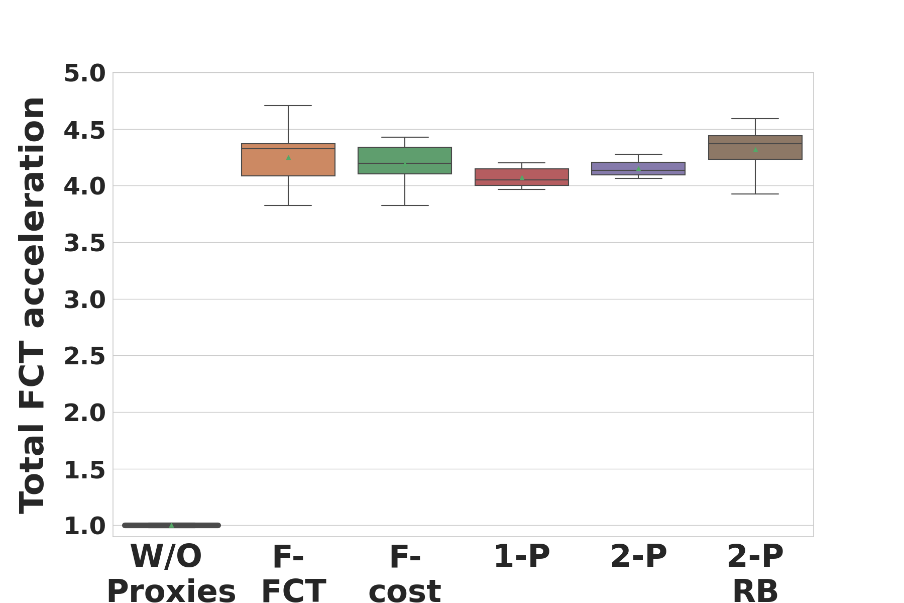 Total FCT acceleration
5.0
4.5
4.0
3.5
3.0
2.5
2.0
1.5
1.0
W/O
Proxies
F-
FCT
F-
cost
1-P
2-P
2-P
RB